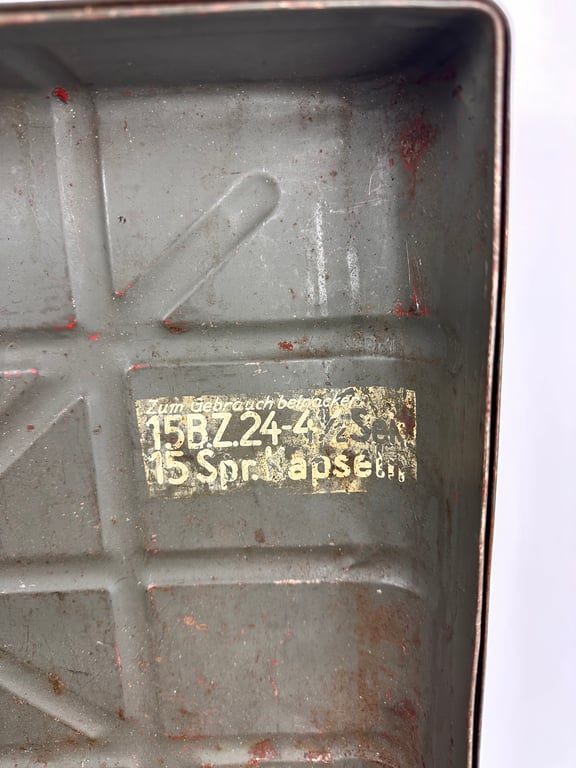 Zum Gebrauch beipacken
15 B.Z.24-4½ Sek.
15 Spr.Kapseln